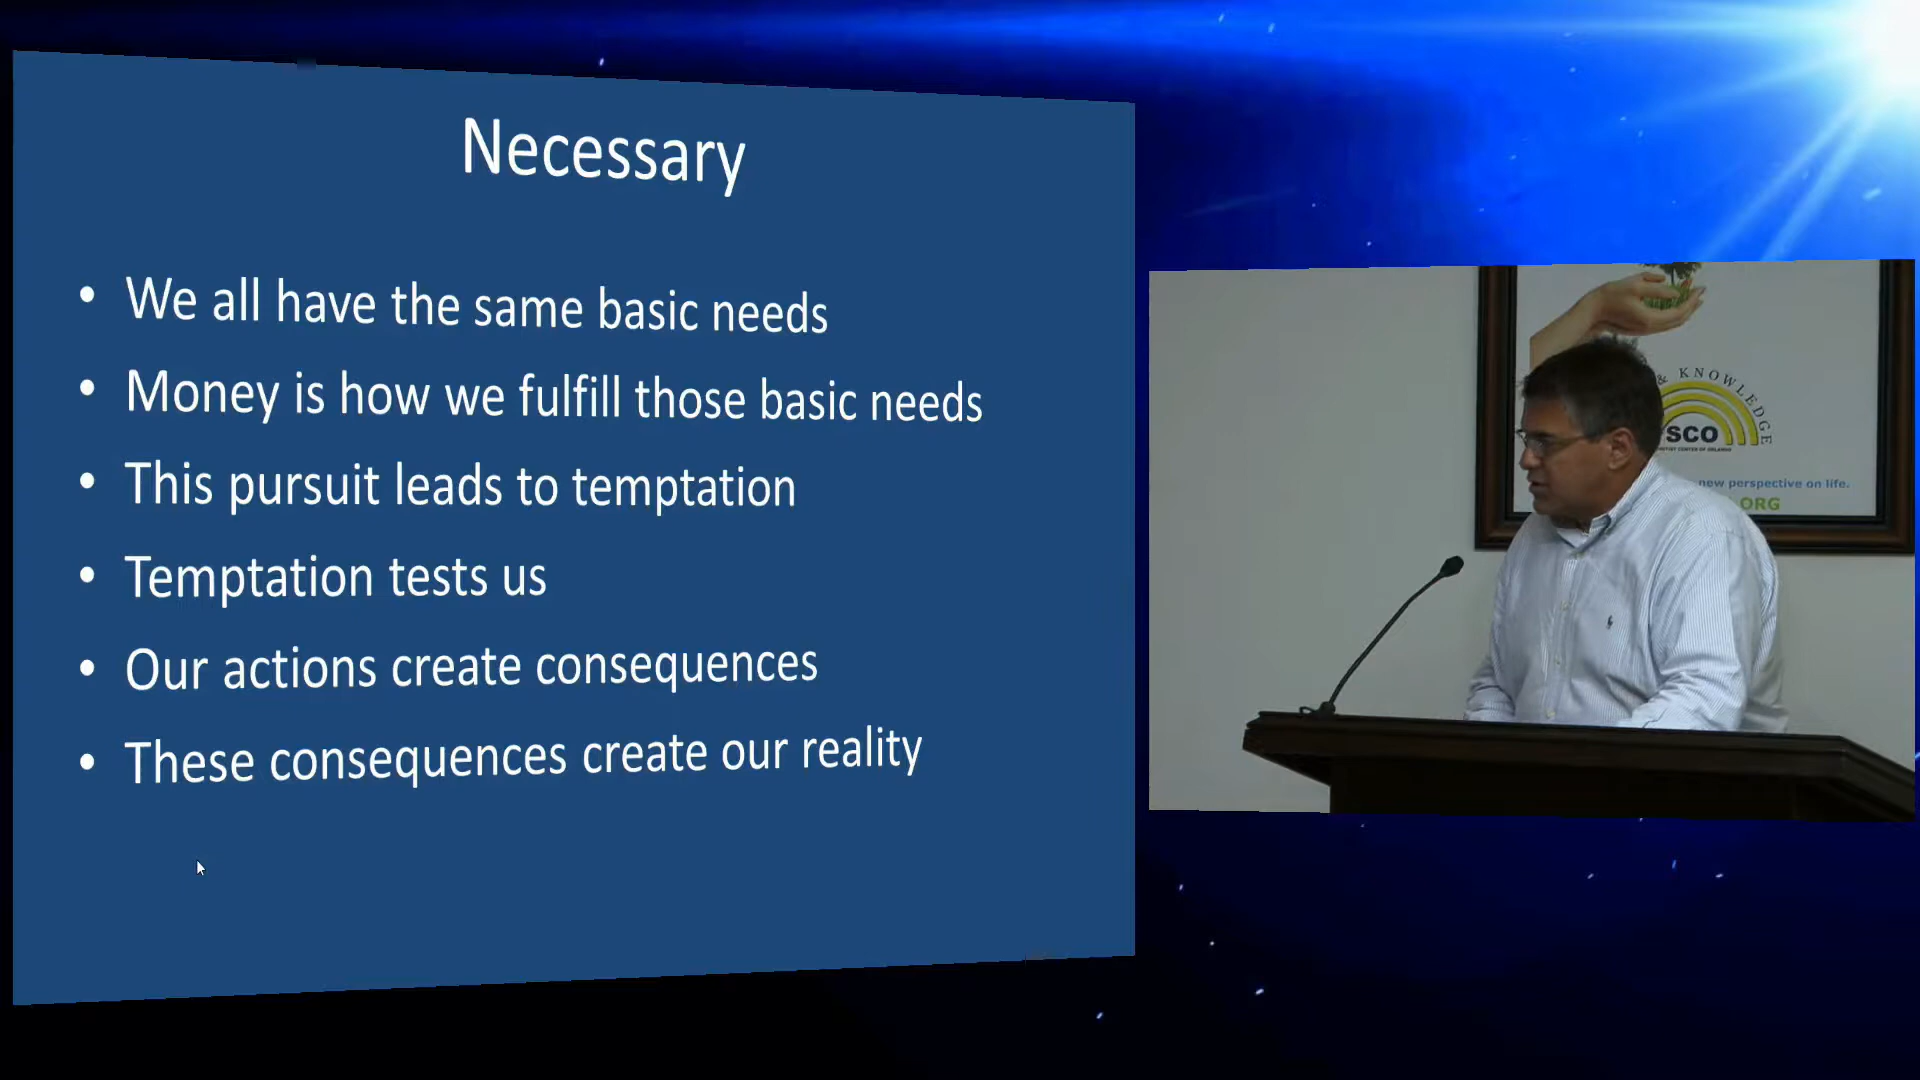 Necessary
• We all have the same basic needs
• Money is how we fulfill those basic needs
• This pursuit leads to temptation
• Temptation tests us
• Our actions create consequences
• These consequences create our reality
& KNOWLEDGE
SCO
new perspective on life.
ORG